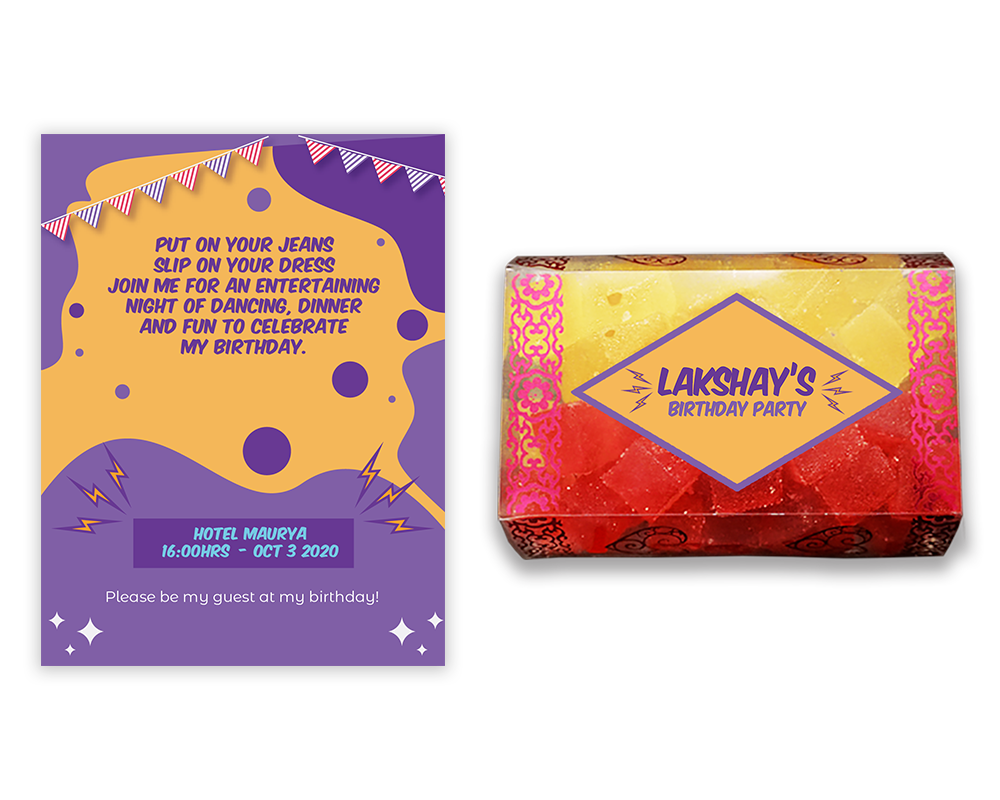 PUT ON YOUR JEANS
SLIP ON YOUR DRESS
JOIN ME FOR AN ENTERTAINING
NIGHT OF DANCING, DINNER
AND FUN TO CELEBRATE
MY BIRTHDAY.
HOTEL MAURYA
16:00HRS - OCT 3 2020
Please be my guest at my birthday!
LAKSHAY'S
BIRTHDAY PARTY